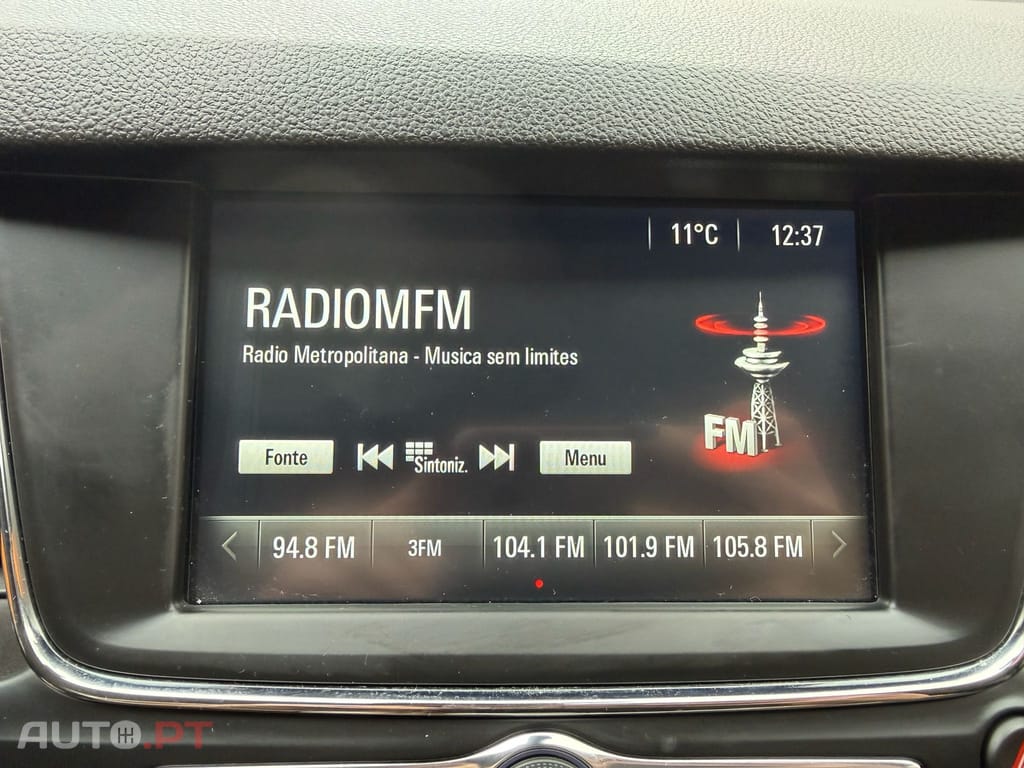 11°C 12:37
RADIOMFM
Radio Metropolitana - Musica sem limites
FM
Fonte Sintoniz. Menu
94.8 FM 3FM 104.1 FM 101.9 FM 105.8 FM
AUTO.PT